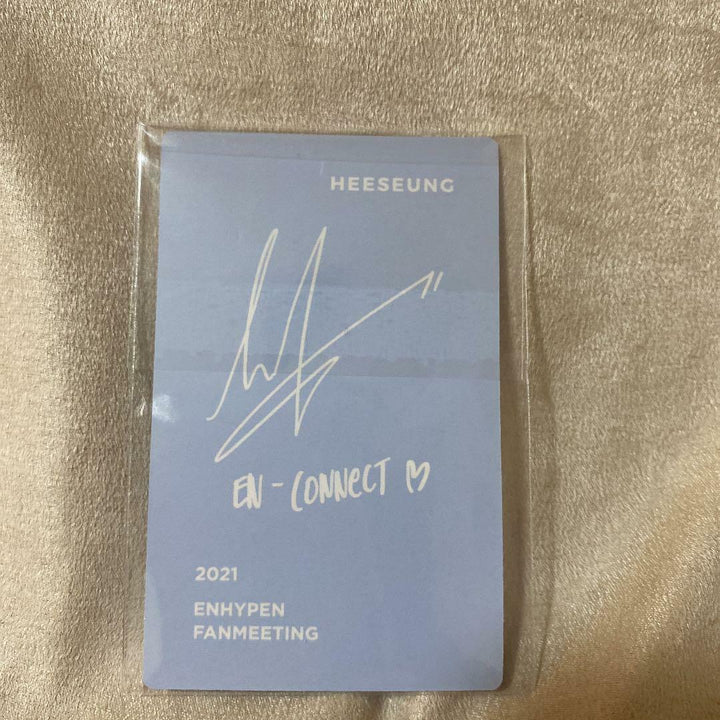 HEESEUNG
EN-CONNECT ♡
2021
ENHYPEN
FANMEETING